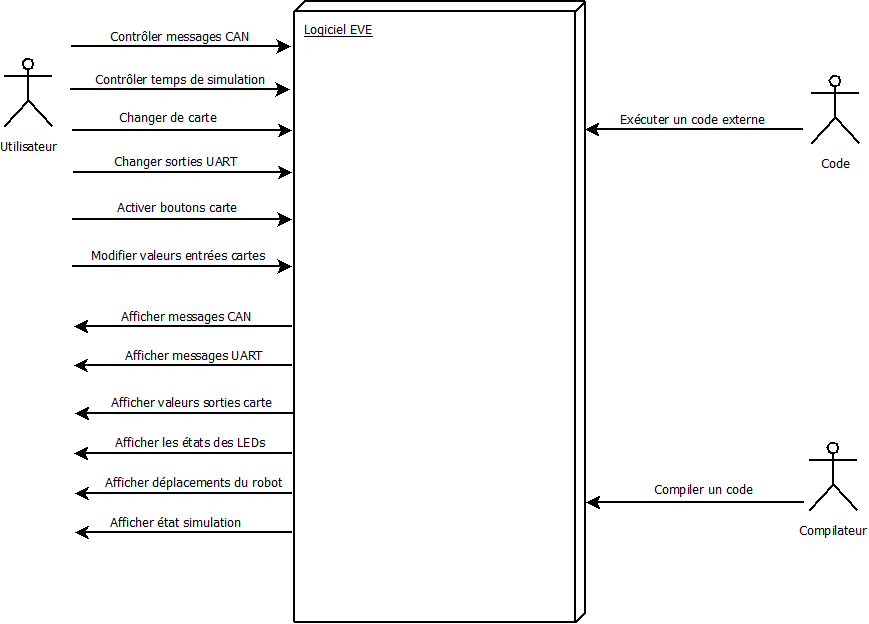 Logiciel EVE
Contrôler messages CAN
Contrôler temps de simulation
Changer de carte
Changer sorties UART
Activer boutons carte
Modifier valeurs entrées cartes
Afficher messages CAN
Afficher messages UART
Afficher valeurs sorties carte
Afficher les états des LEDs
Afficher déplacements du robot
Afficher état simulation
Utilisateur
Exécuter un code externe
Code
Compiler un code
Compilateur